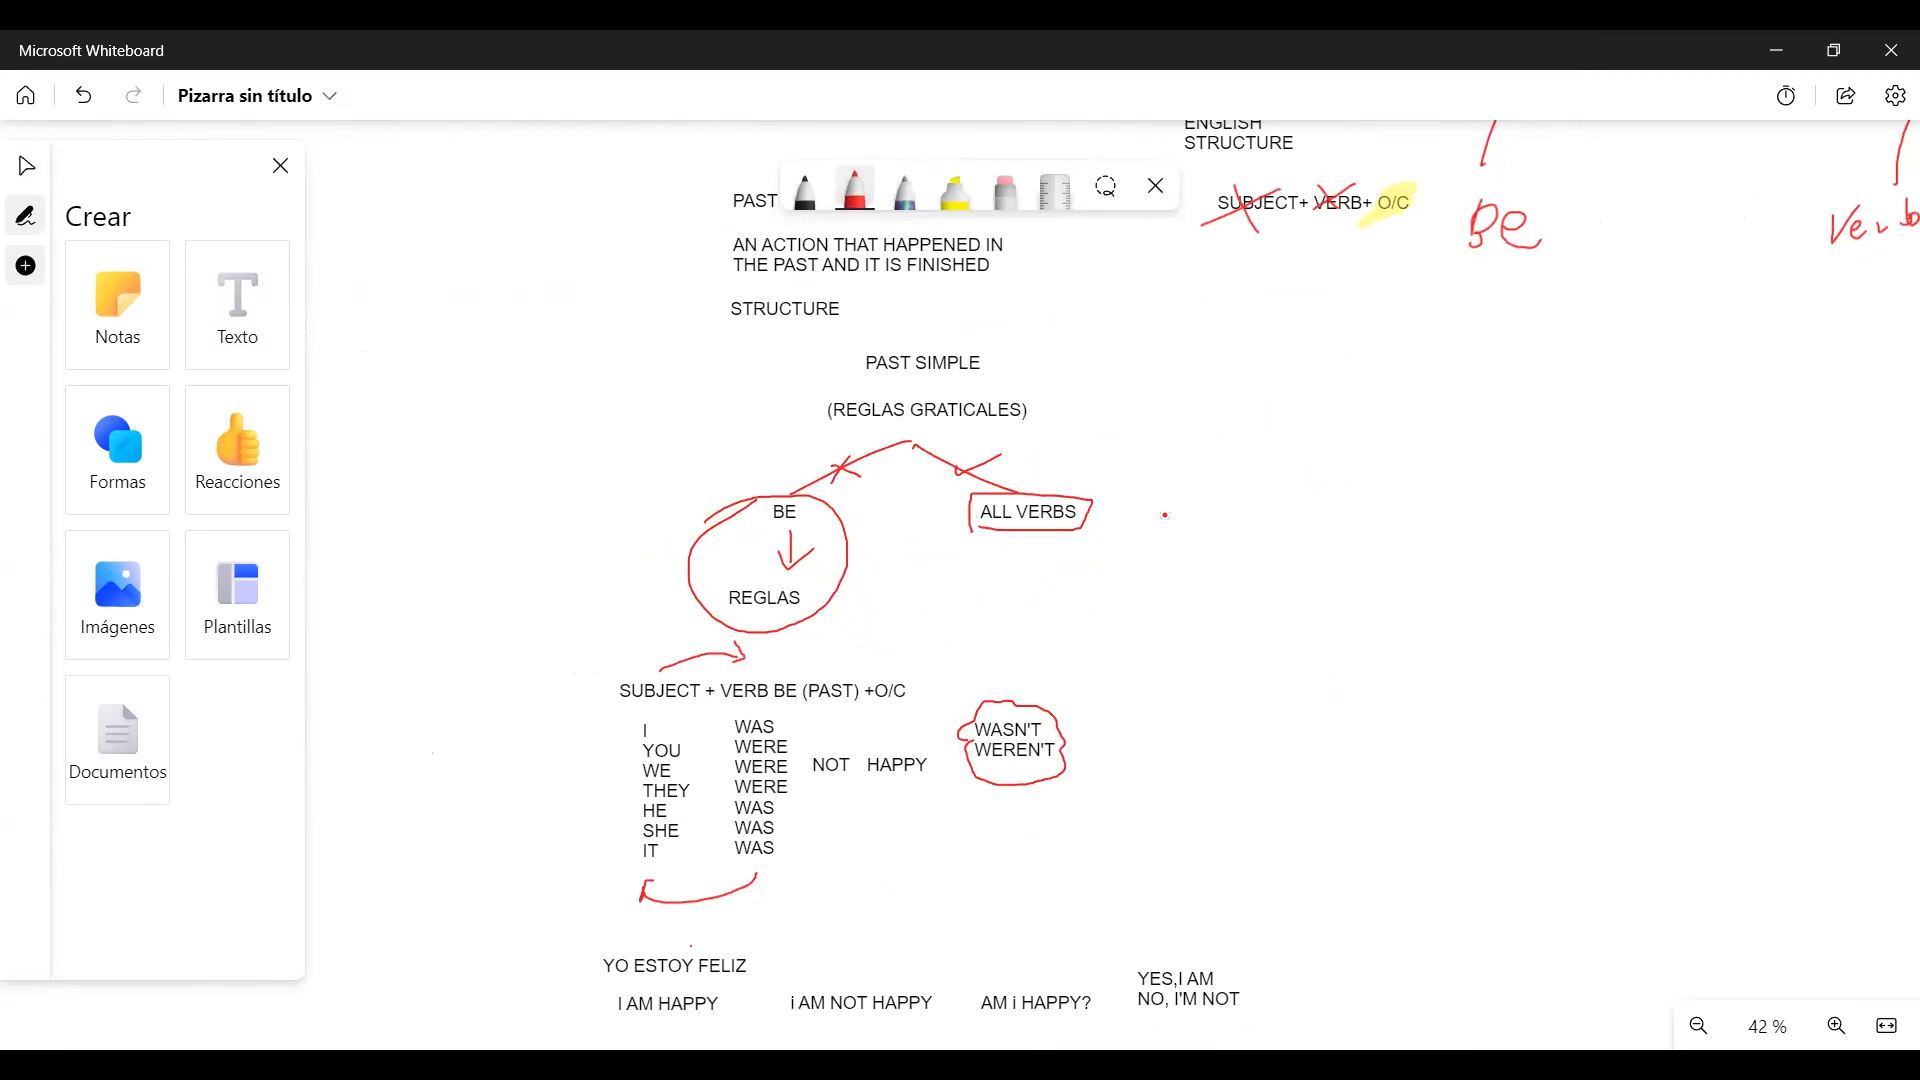 Microsoft Whiteboard
Pizarra sin título
Crear
Notas
Texto
Formas
Reacciones
Imágenes
Plantillas
Documentos
ENGLISH
STRUCTURE
SUBJECT+ VERB+ O/C
Be
Verb
PAST
AN ACTION THAT HAPPENED IN
THE PAST AND IT IS FINISHED
STRUCTURE
PAST SIMPLE
(REGLAS GRATICALES)
BE
ALL VERBS
REGLAS
SUBJECT + VERB BE (PAST) +O/C
I WAS
YOU WERE
WE WERE
THEY WERE
HE WAS
SHE WAS
IT WAS
NOT HAPPY
WASN'T
WEREN'T
YO ESTOY FELIZ
I AM HAPPY
i AM NOT HAPPY
AM i HAPPY?
YES,I AM
NO, I'M NOT
42 %